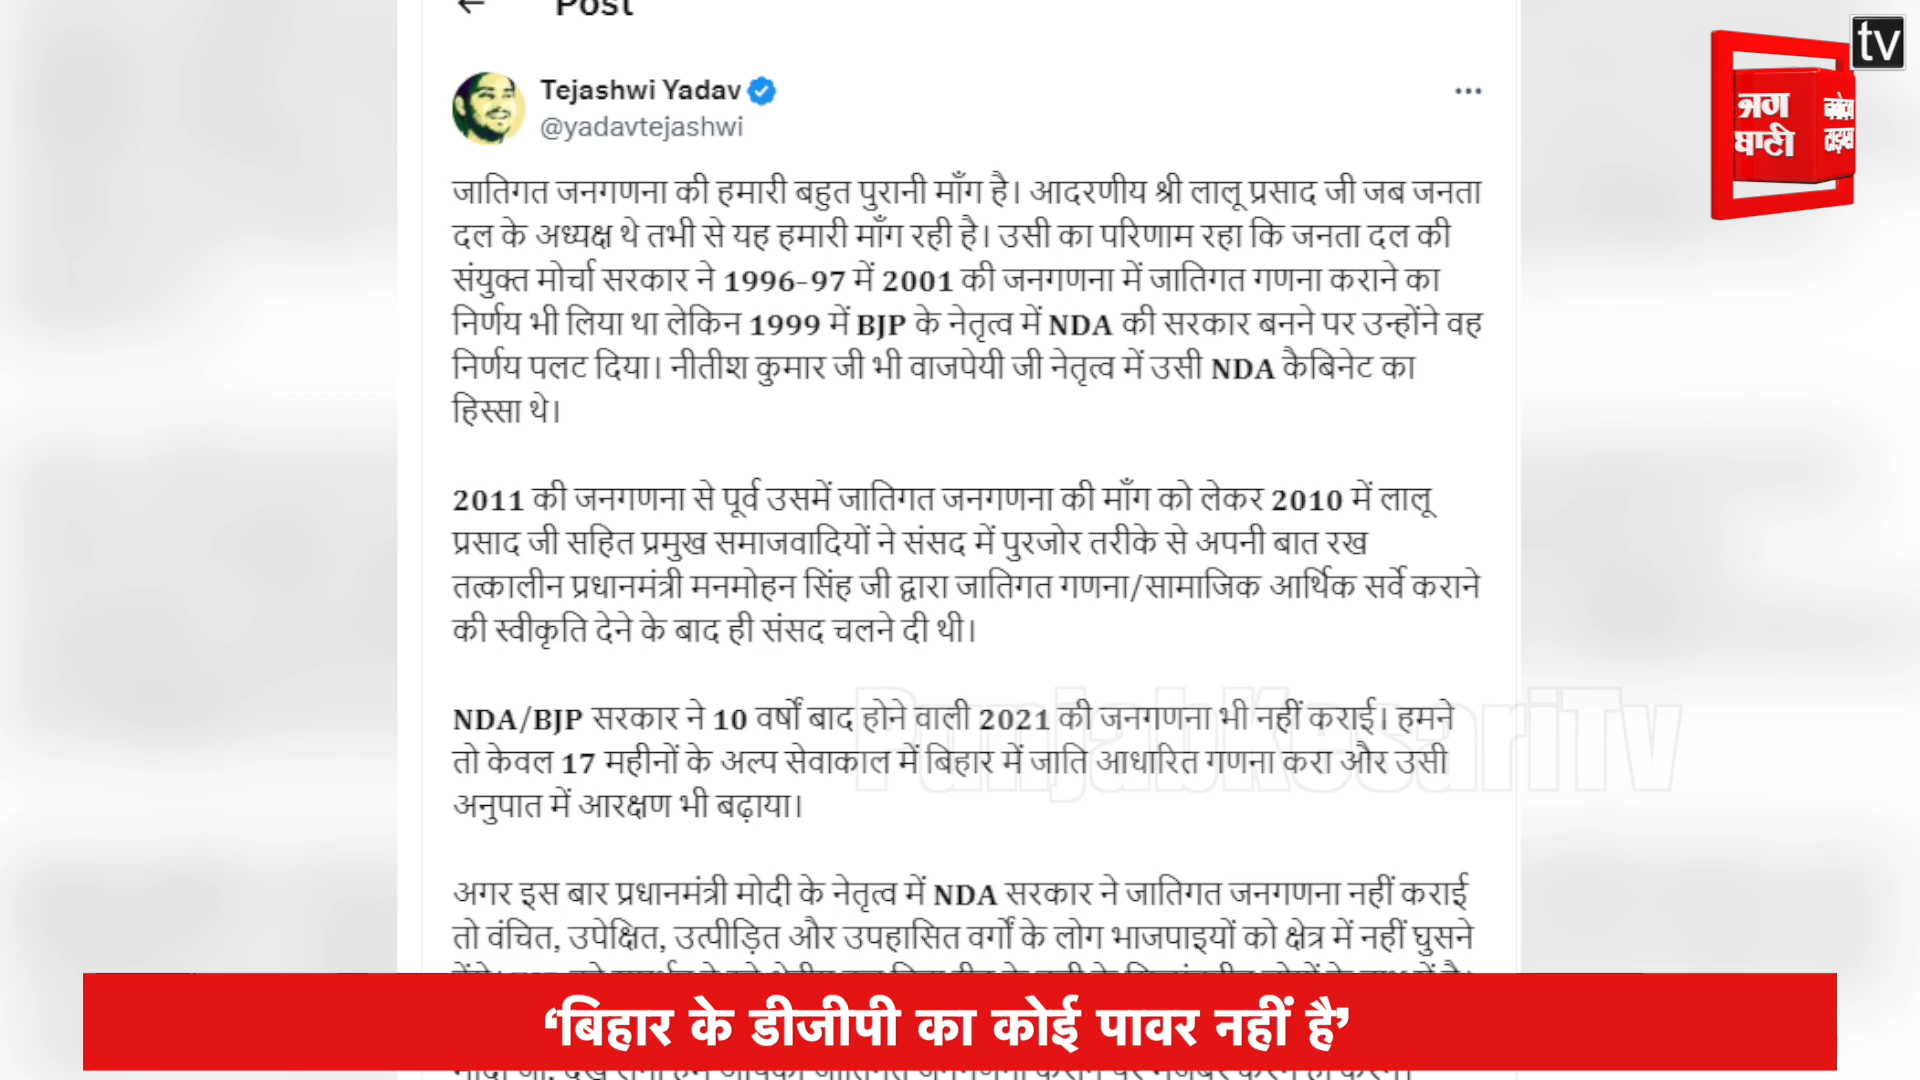 Post
tv
Tejashwi Yadav
@yadavtejashwi
जातिगत जनगणना की हमारी बहुत पुरानी माँग है। आदरणीय श्री लालू प्रसाद जी जब जनता
दल के अध्यक्ष थे तभी से यह हमारी माँग रही है। उसी का परिणाम रहा कि जनता दल की
संयुक्त मोर्चा सरकार ने 1996-97 में 2001 की जनगणना में जातिगत गणना कराने का
निर्णय भी लिया था लेकिन 1999 में BJP के नेतृत्व में NDA की सरकार बनने पर उन्होंने वह
निर्णय पलट दिया। नीतीश कुमार जी भी वाजपेयी जी नेतृत्व में उसी NDA कैबिनेट का
हिस्सा थे।
2011 की जनगणना से पूर्व उसमें जातिगत जनगणना की माँग को लेकर 2010 में लालू
प्रसाद जी सहित प्रमुख समाजवादियों ने संसद में पुरजोर तरीके से अपनी बात रख
तत्कालीन प्रधानमंत्री मनमोहन सिंह जी द्वारा जातिगत गणना/सामाजिक आर्थिक सर्वे कराने
की स्वीकृति देने के बाद ही संसद चलने दी थी।
NDA/BJP सरकार ने 10 वर्षों बाद होने वाली 2021 की जनगणना भी नहीं कराई। हमने
तो केवल 17 महीनों के अल्प सेवाकाल में बिहार में जाति आधारित गणना करा और उसी
अनुपात में आरक्षण भी बढ़ाया।
PunjabKesariTv
अगर इस बार प्रधानमंत्री मोदी के नेतृत्व में NDA सरकार ने जातिगत जनगणना नहीं कराई
तो वंचित, उपेक्षित, उत्पीड़ित और उपहासित वर्गों के लोग भाजपाइयों को क्षेत्र में नहीं घुसने
‘बिहार के डीजीपी का कोई पावर नहीं है’